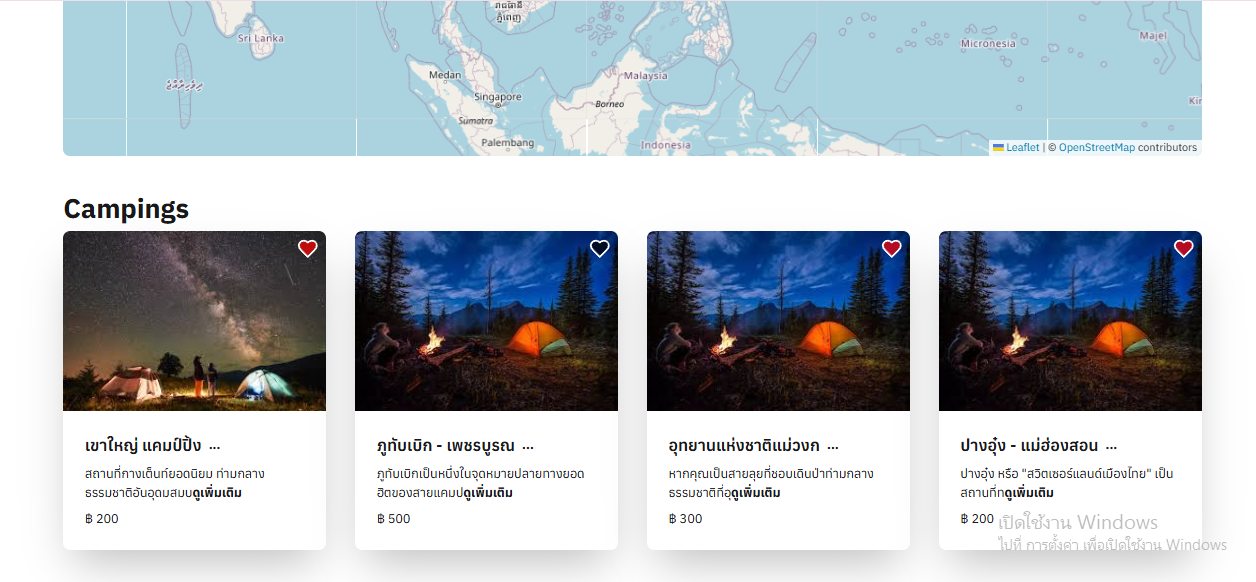 ราชธานี
ភ្នំពេញ
Sri Lanka
Micronesia
Majel
Medan
Malaysia
Singapore
Borneo
Sumatra
Palembang
Indonesia
Leaflet | © OpenStreetMap contributors
Campings
เขาใหญ่ แคมป์ปิ้ง ...
สถานที่กางเต็นท์ยอดนิยม ท่ามกลาง
ธรรมชาติอันอุดมสมบดูเพิ่มเติม
฿ 200
ภูทับเบิก - เพชรบูรณ์ ...
ภูทับเบิกเป็นหนึ่งในจุดหมายปลายทางยอด
ฮิตของสายแคมป์ดูเพิ่มเติม
฿ 500
อุทยานแห่งชาติแม่วงก์ ...
หากคุณเป็นสายลุยที่ชอบเดินป่าท่ามกลาง
ธรรมชาติที่อุดูเพิ่มเติม
฿ 300
ปางอุ๋ง - แม่ฮ่องสอน ...
ปางอุ๋ง หรือ "สวิตเซอร์แลนด์เมืองไทย" เป็น
สถานที่ทดูเพิ่มเติม
฿ 200
เปิดใช้งาน Windows
ไปที่ การตั้งค่า เพื่อเปิดใช้งาน Windows